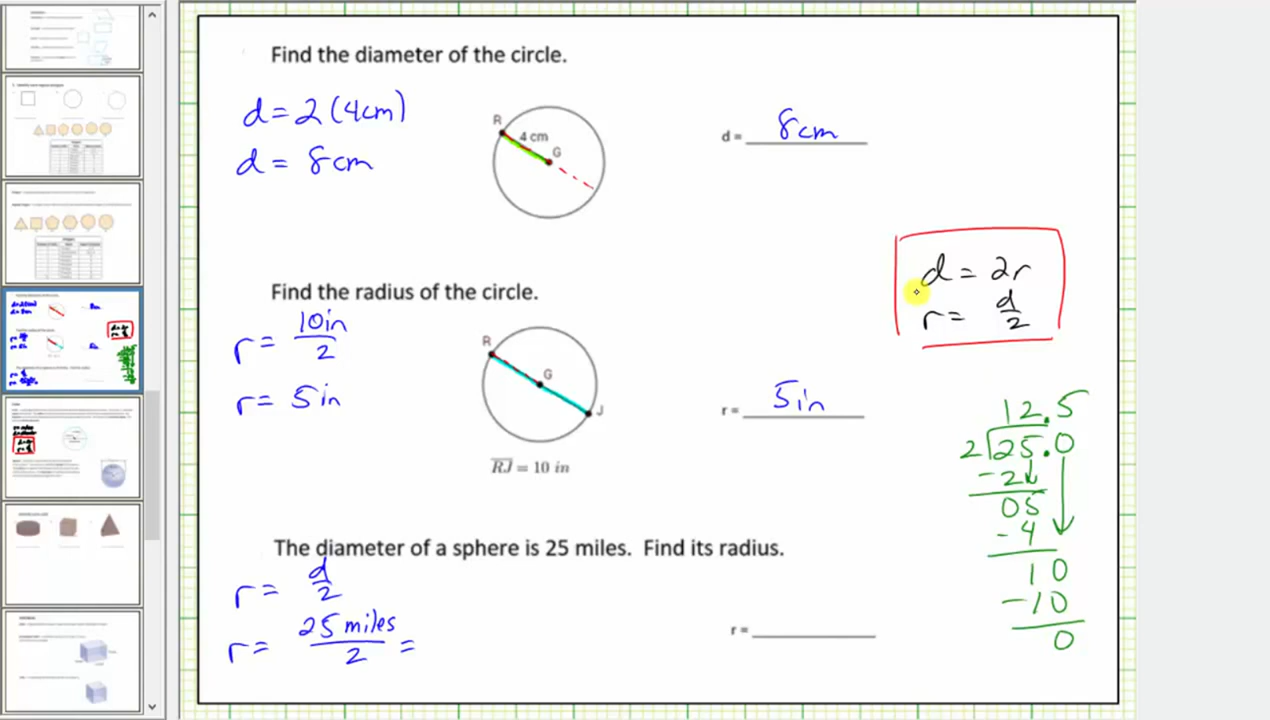 Find the diameter of the circle.
d = 2 (4cm)
d = 8cm
R
4 cm
G
d = 8cm
d = 2r
r = d/2
Find the radius of the circle.
r = 10in/2
r = 5in
R
G
J
RJ = 10 in
r = 5in
12.5
2 25.0
-2
05
-4
10
-10
0
The diameter of a sphere is 25 miles. Find its radius.
r = d/2
r = 25 miles/2 =
r =